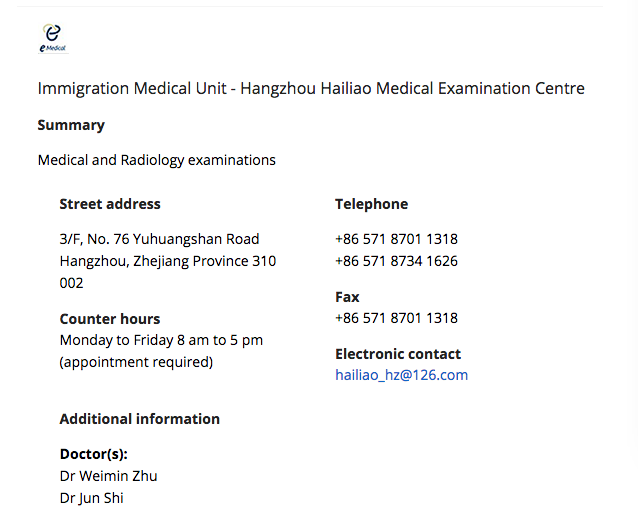 e Medical
Immigration Medical Unit - Hangzhou Hailiao Medical Examination Centre
Summary
Medical and Radiology examinations
Street address
3/F, No. 76 Yuhuangshan Road
Hangzhou, Zhejiang Province 310
002
Counter hours
Monday to Friday 8 am to 5 pm
(appointment required)
Telephone
+86 571 8701 1318
+86 571 8734 1626
Fax
+86 571 8701 1318
Electronic contact
hailiao_hz@126.com
Additional information
Doctor(s):
Dr Weimin Zhu
Dr Jun Shi